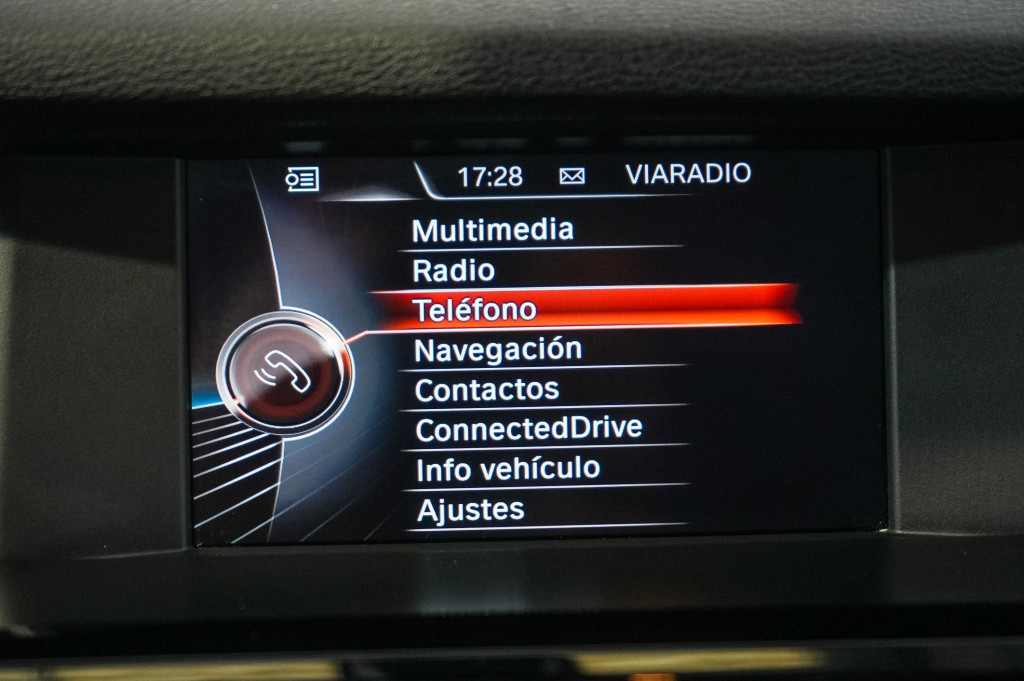 17:28 VIARADIO
Multimedia
Radio
Teléfono
Navegación
Contactos
ConnectedDrive
Info vehículo
Ajustes